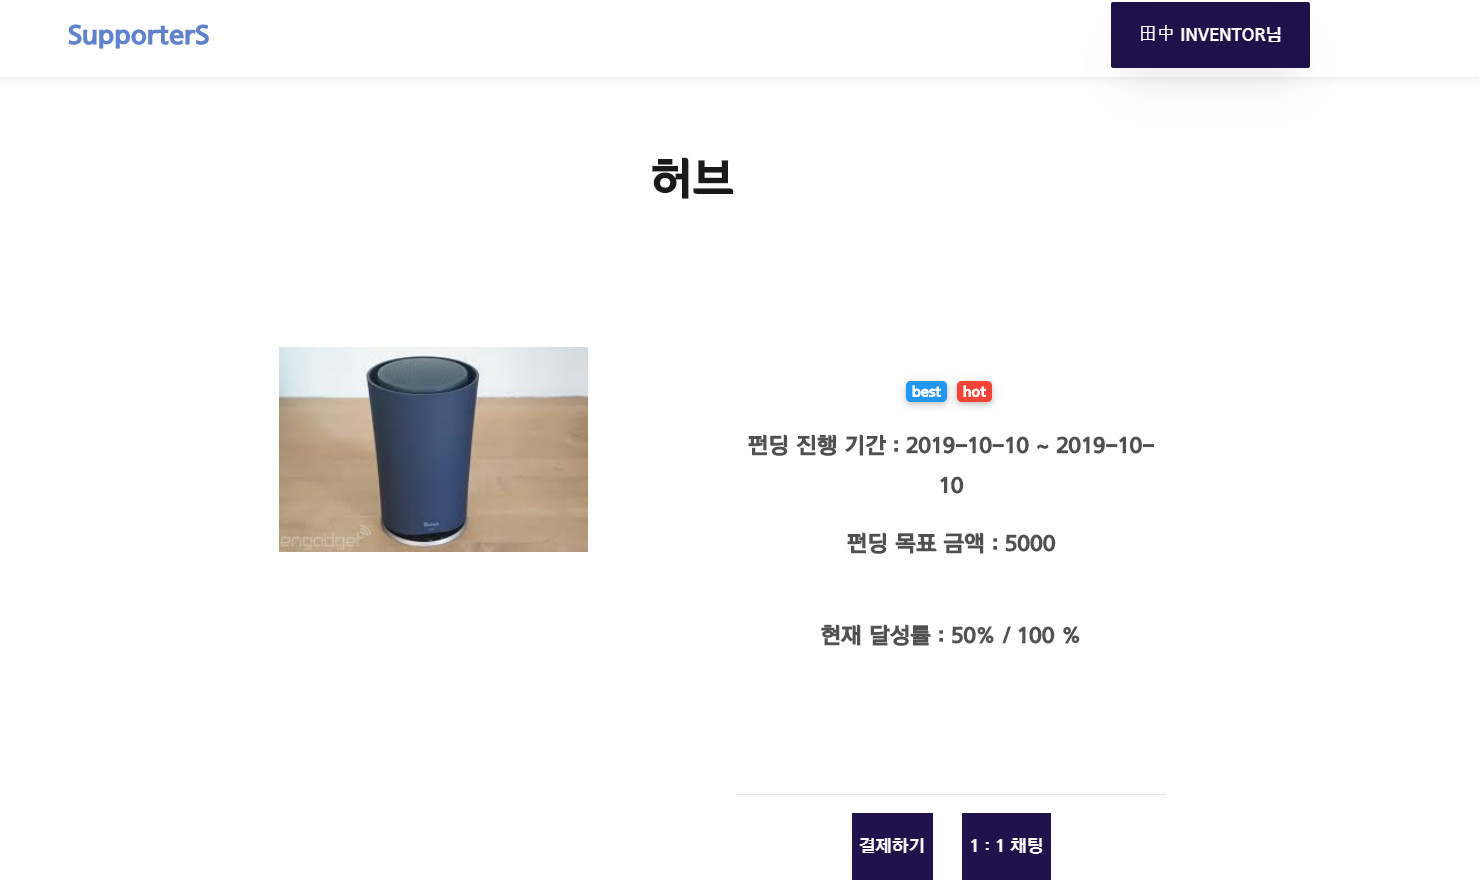 SupporterS
田中 INVENTOR님
허브
engadget
best hot
펀딩 진행 기간 : 2019-10-10 ~ 2019-10-
10
펀딩 목표 금액 : 5000
현재 달성률 : 50% / 100 %
결제하기 1 : 1 채팅